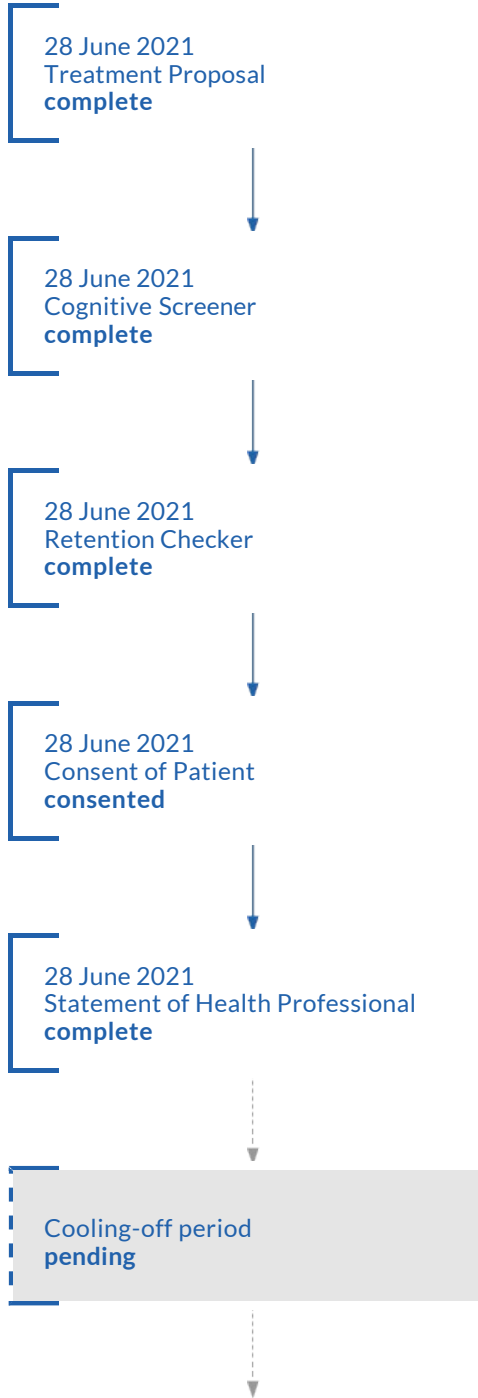 28 June 2021
Treatment Proposal
complete
28 June 2021
Cognitive Screener
complete
28 June 2021
Retention Checker
complete
28 June 2021
Consent of Patient
consented
28 June 2021
Statement of Health Professional
complete
Cooling-off period
pending